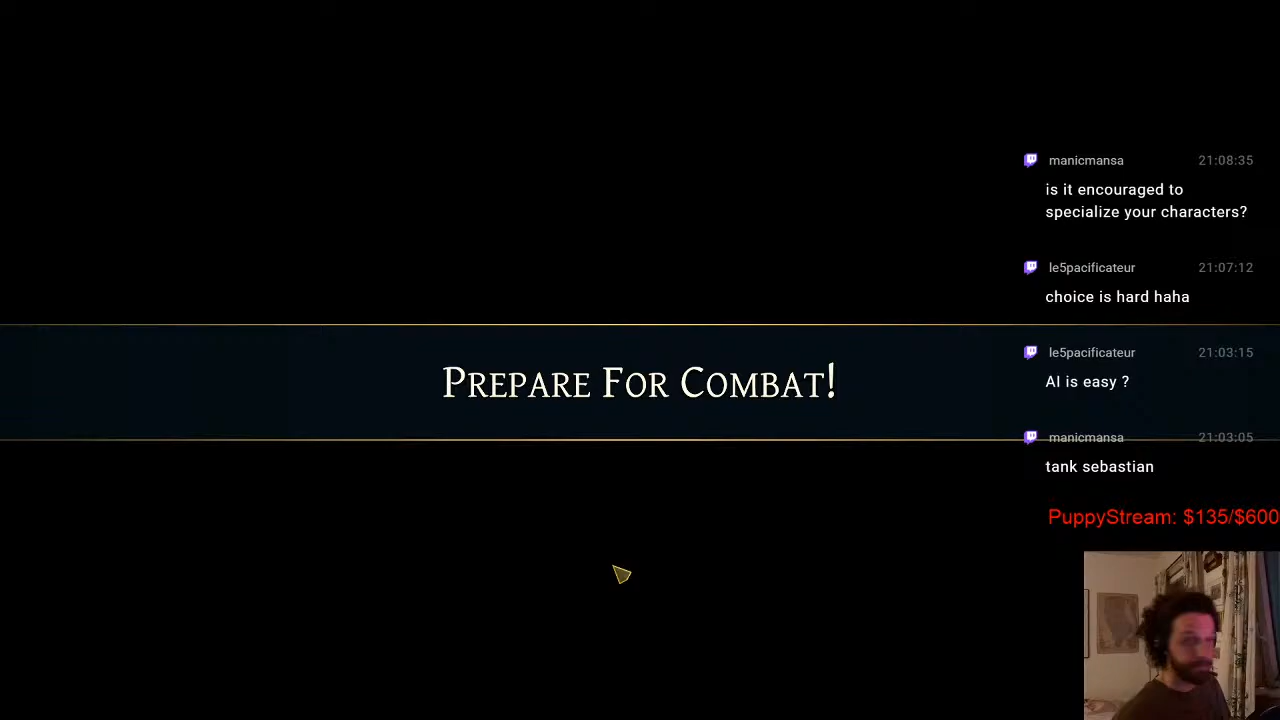 manicmansa 21:08:35
is it encouraged to
specialize your characters?
le5pacificateur 21:07:12
choice is hard haha
le5pacificateur 21:03:15
AI is easy ?
Prepare For Combat!
manicmansa 21:03:05
tank sebastian
PuppyStream: $135/$600